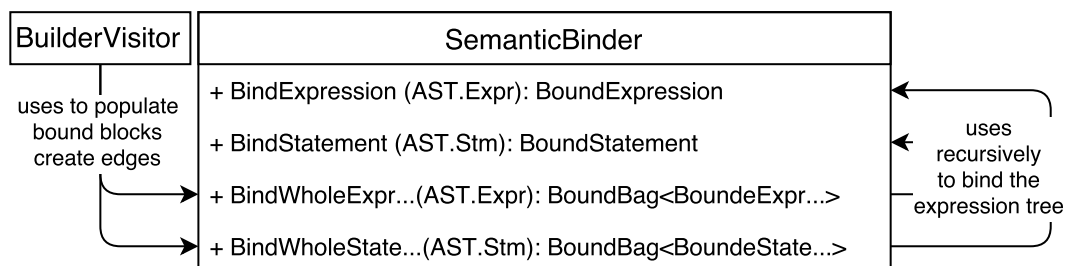 BuilderVisitor
SemanticBinder
uses to populate
bound blocks
create edges
+ BindExpression (AST.Expr): BoundExpression
+ BindStatement (AST.Stm): BoundStatement
+ BindWholeExpr...(AST.Expr): BoundBag<BoundeExpr...>
+ BindWholeState...(AST.Stm): BoundBag<BoundeState...>
uses
recursively
to bind the
expression tree